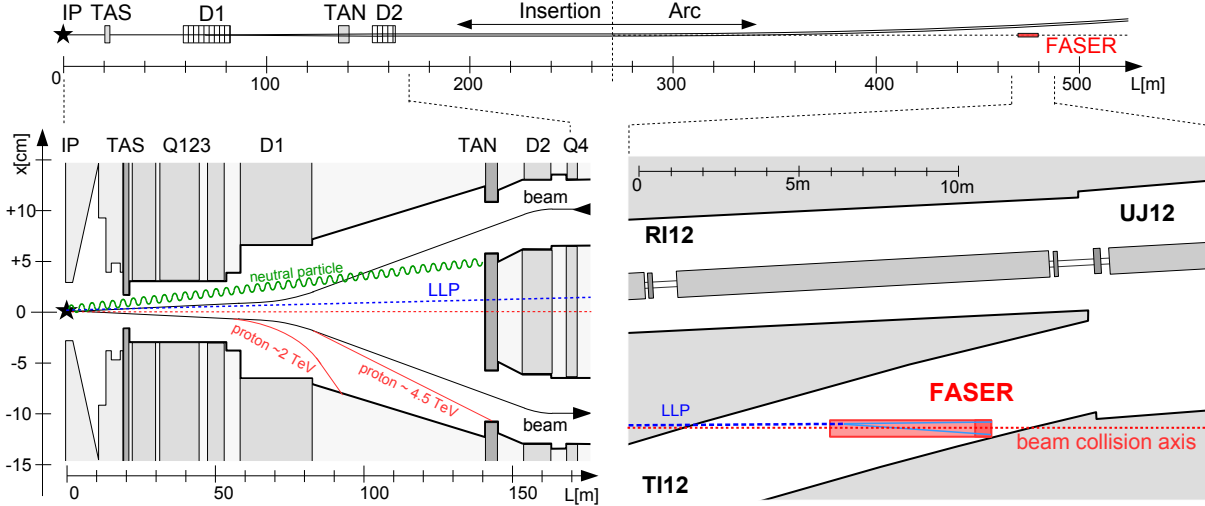 IP TAS D1 TAN D2 Insertion Arc
FASER
0 100 200 300 400 500 L[m]
IP TAS Q123 D1 TAN D2 Q4
x[cm]
+10
+5
0
-5
-10
-15
beam
neutral particle
LLP
proton ~2 TeV
proton ~ 4.5 TeV
beam
0 50 100 150 L[m]
0 5m 10m
RI12
UJ12
FASER
LLP
beam collision axis
TI12